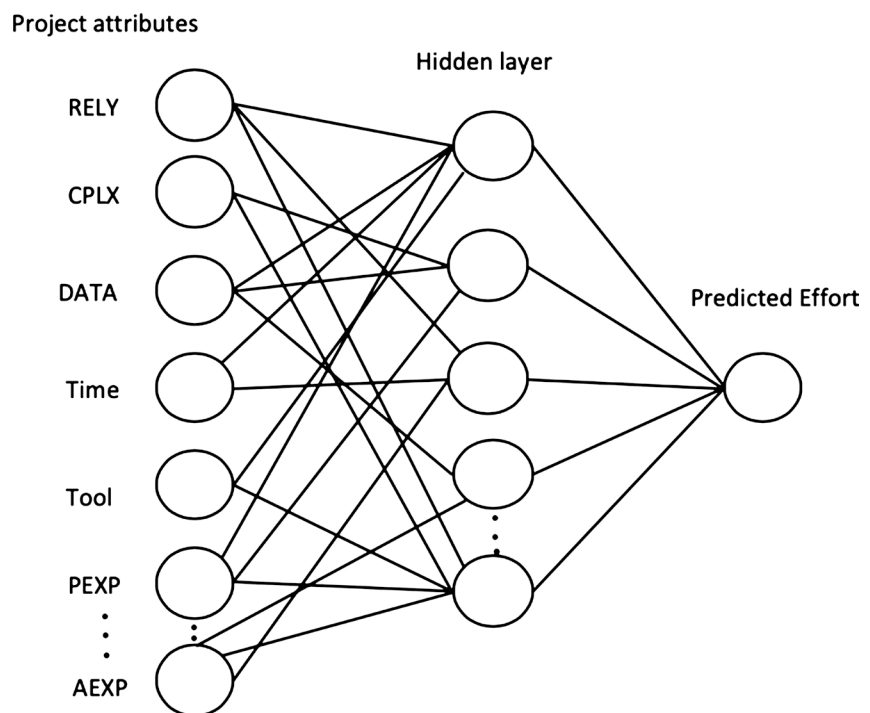 Project attributes
Hidden layer
RELY
CPLX
DATA
Predicted Effort
Time
Tool
PEXP
AEXP